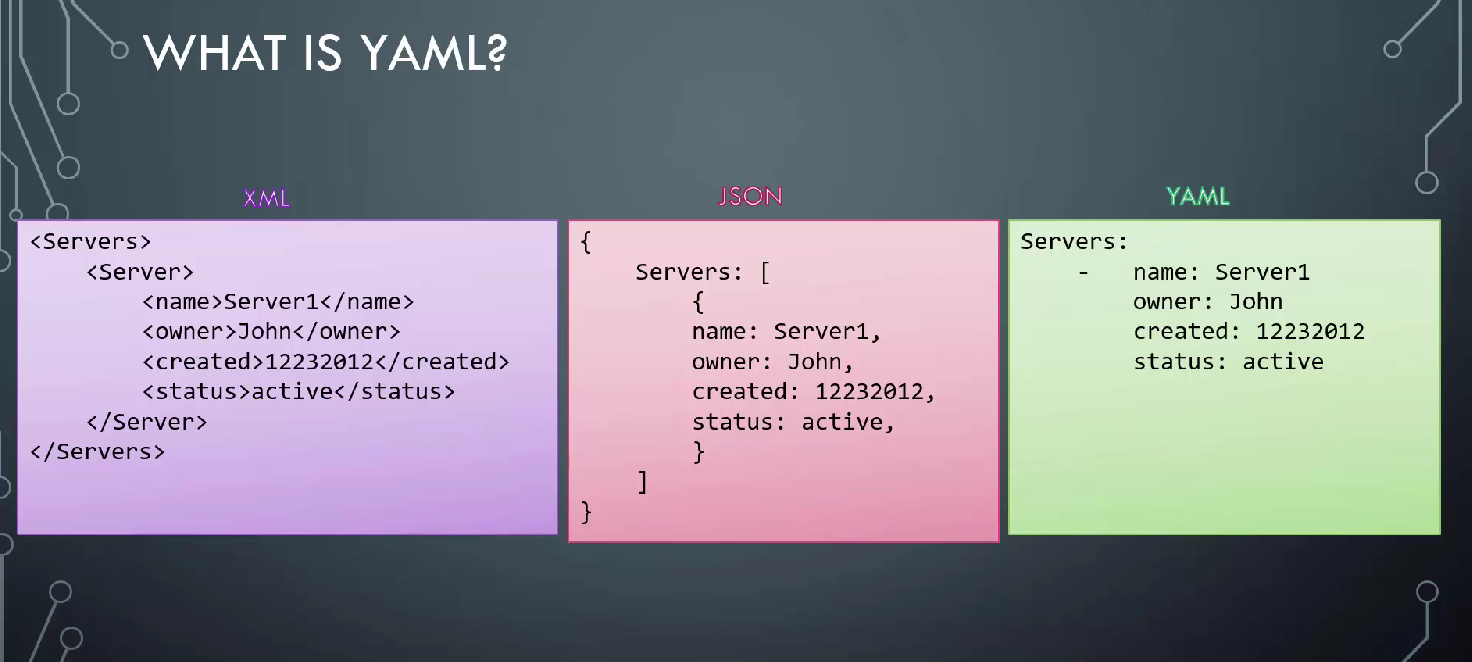 WHAT IS YAML?
XML
<Servers>
    <Server>
        <name>Server1</name>
        <owner>John</owner>
        <created>12232012</created>
        <status>active</status>
    </Server>
</Servers>
JSON
{
    Servers: [
        {
        name: Server1,
        owner: John,
        created: 12232012,
        status: active,
        }
    ]
}
YAML
Servers:
    -   name: Server1
        owner: John
        created: 12232012
        status: active